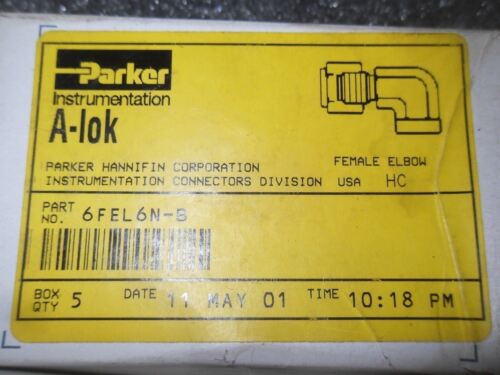 Parker
Instrumentation
A-lok
PARKER HANNIFIN CORPORATION
INSTRUMENTATION CONNECTORS DIVISION
FEMALE ELBOW
USA HC
PART NO. 6FEL6N-B
BOX QTY 5 DATE 11 MAY 01 TIME 10:18 PM